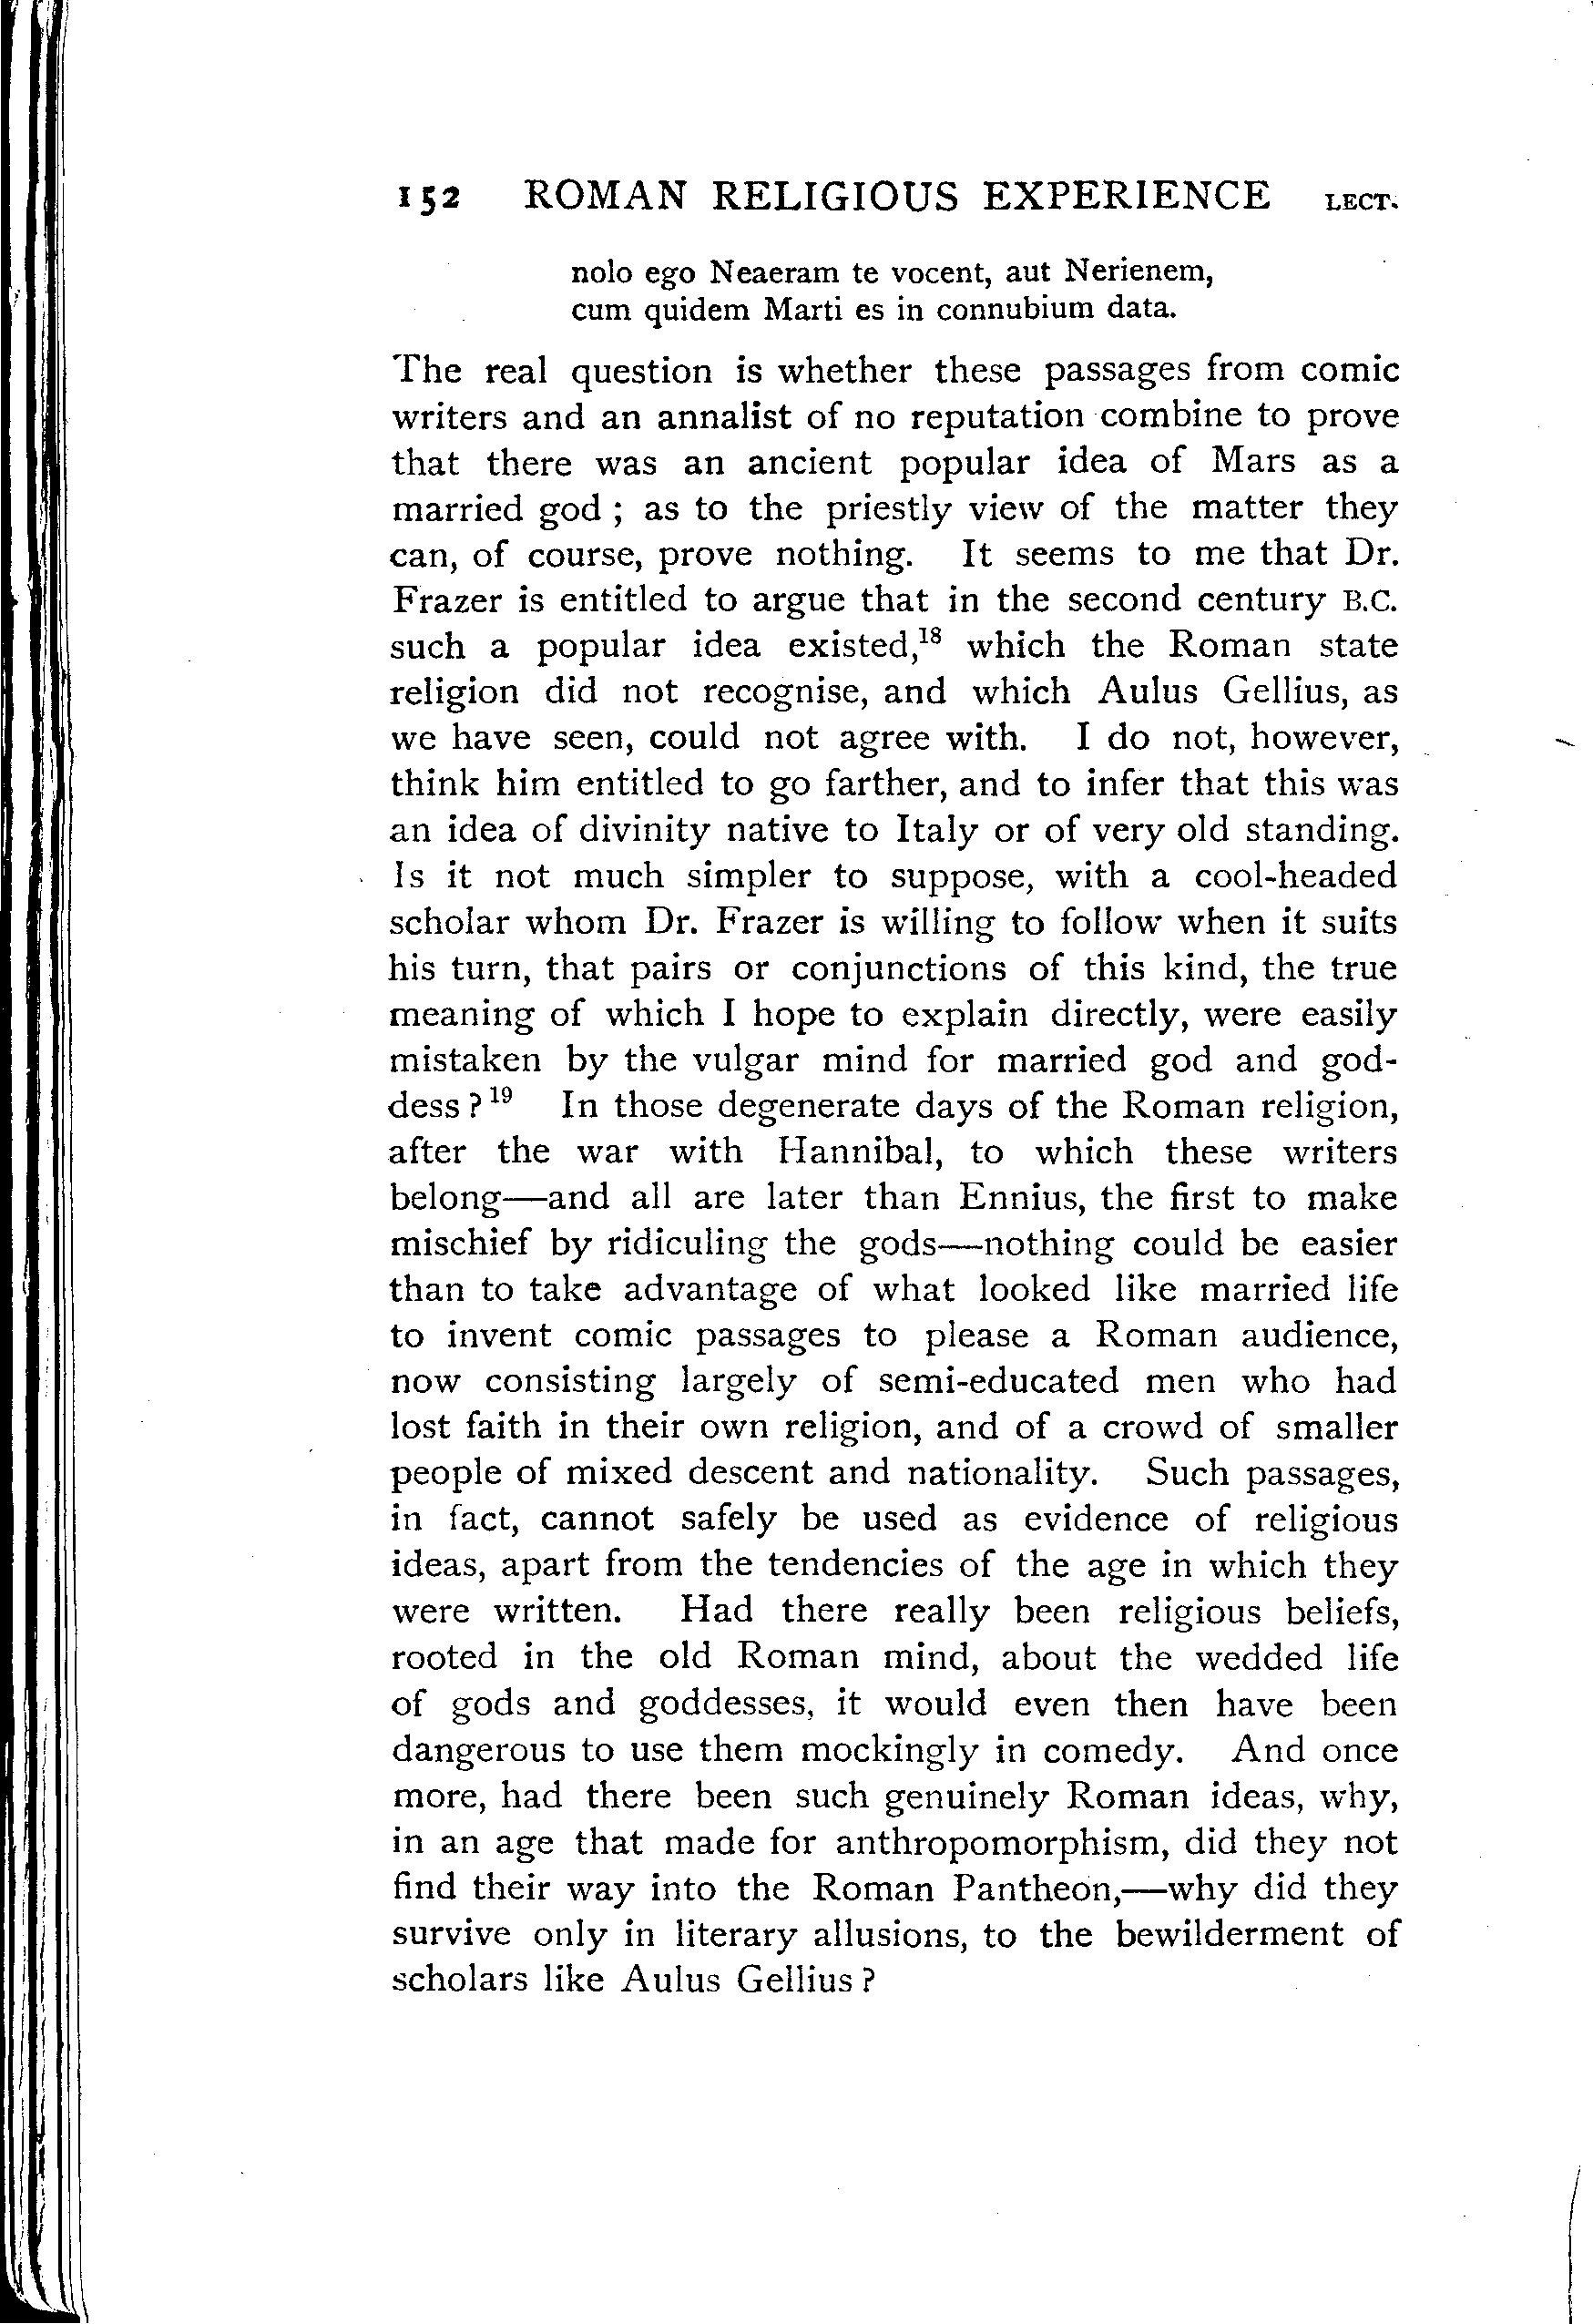 152 ROMAN RELIGIOUS EXPERIENCE LECT.
nolo ego Neaeram te vocent, aut Nerienem,
cum quidem Marti es in connubium data.
The real question is whether these passages from comic
writers and an annalist of no reputation combine to prove
that there was an ancient popular idea of Mars as a
married god ; as to the priestly view of the matter they
can, of course, prove nothing. It seems to me that Dr.
Frazer is entitled to argue that in the second century B.C.
such a popular idea existed,¹⁸ which the Roman state
religion did not recognise, and which Aulus Gellius, as
we have seen, could not agree with. I do not, however,
think him entitled to go farther, and to infer that this was
an idea of divinity native to Italy or of very old standing.
Is it not much simpler to suppose, with a cool-headed
scholar whom Dr. Frazer is willing to follow when it suits
his turn, that pairs or conjunctions of this kind, the true
meaning of which I hope to explain directly, were easily
mistaken by the vulgar mind for married god and god-
dess ?¹⁹ In those degenerate days of the Roman religion,
after the war with Hannibal, to which these writers
belong—and all are later than Ennius, the first to make
mischief by ridiculing the gods—nothing could be easier
than to take advantage of what looked like married life
to invent comic passages to please a Roman audience,
now consisting largely of semi-educated men who had
lost faith in their own religion, and of a crowd of smaller
people of mixed descent and nationality. Such passages,
in fact, cannot safely be used as evidence of religious
ideas, apart from the tendencies of the age in which they
were written. Had there really been religious beliefs,
rooted in the old Roman mind, about the wedded life
of gods and goddesses, it would even then have been
dangerous to use them mockingly in comedy. And once
more, had there been such genuinely Roman ideas, why,
in an age that made for anthropomorphism, did they not
find their way into the Roman Pantheon,—why did they
survive only in literary allusions, to the bewilderment of
scholars like Aulus Gellius ?